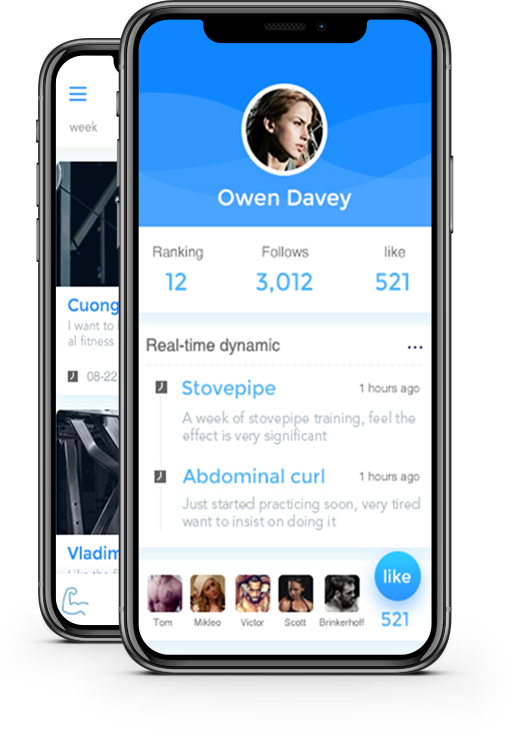 week
Cuong
I want to
al fitness
08-22
Vladim
Owen Davey
Ranking Follows like
12 3,012 521
Real-time dynamic
Stovepipe 1 hours ago
A week of stovepipe training, feel the
effect is very significant
Abdominal curl 1 hours ago
Just started practicing soon, very tired
want to insist on doing it
like
521
Tom Mikleo Victor Scott Brinkerhoff